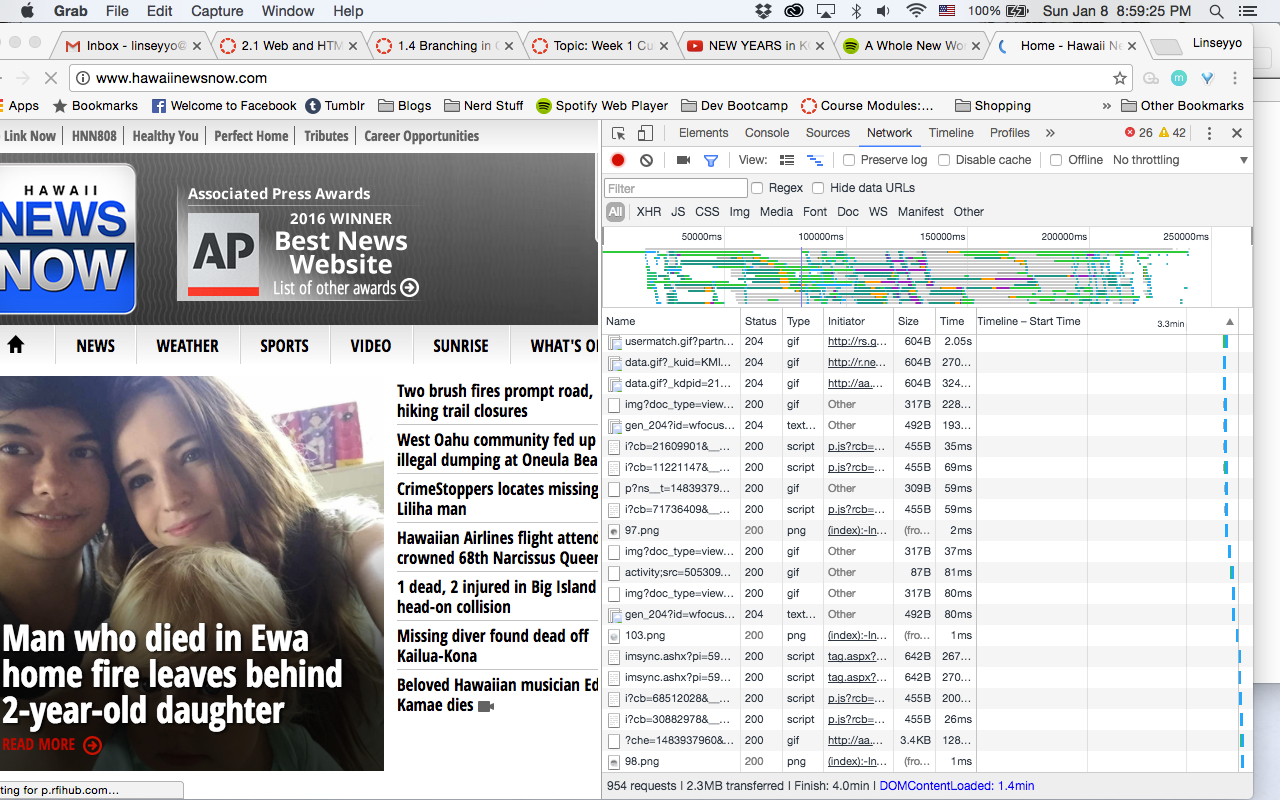 Grab File Edit Capture Window Help 100% Sun Jan 8 8:59:25 PM
Inbox - linseyyo@ 2.1 Web and HTM 1.4 Branching in Topic: Week 1 Cu NEW YEARS in K A Whole New Wo Home - Hawaii Ne Linseyyo
www.hawaiinewsnow.com
Apps Bookmarks Welcome to Facebook Tumblr Blogs Nerd Stuff Spotify Web Player Dev Bootcamp Course Modules:... Shopping » Other Bookmarks
Link Now HNN808 Healthy You Perfect Home Tributes Career Opportunities
HAWAII
NEWS
NOW
Associated Press Awards
AP
2016 WINNER
Best News
Website
List of other awards
NEWS WEATHER SPORTS VIDEO SUNRISE WHAT'S O
Man who died in Ewa
home fire leaves behind
2-year-old daughter
READ MORE
Two brush fires prompt road,
hiking trail closures
West Oahu community fed up
illegal dumping at Oneula Bea
CrimeStoppers locates missing
Liliha man
Hawaiian Airlines flight attend
crowned 68th Narcissus Queen
1 dead, 2 injured in Big Island
head-on collision
Missing diver found dead off
Kailua-Kona
Beloved Hawaiian musician Ed
Kamae dies
ting for p.rfihub.com...
Elements Console Sources Network Timeline Profiles » 26 42
View: Preserve log Disable cache Offline No throttling
Filter Regex Hide data URLs
All XHR JS CSS Img Media Font Doc WS Manifest Other
50000ms 100000ms 150000ms 200000ms 250000ms
Name Status Type Initiator Size Time Timeline – Start Time 3.3min
usermatch.gif?partn... 204 gif http://rs.g... 604B 2.05s
data.gif?_kuid=KMI... 204 gif http://r.ne... 604B 270...
data.gif?_kdpid=21... 204 gif http://aa.... 604B 324...
img?doc_type=view... 200 gif Other 317B 228...
gen_204?id=wfocus... 204 text... Other 492B 193...
i?cb=21609901&__... 200 script p.js?rcb=... 455B 35ms
i?cb=11221147&__... 200 script p.js?rcb=... 455B 69ms
p?ns__t=14839379... 200 gif Other 309B 59ms
i?cb=71736409&__... 200 script p.js?rcb=... 455B 59ms
97.png 200 png (index):-In... (fro... 2ms
img?doc_type=view... 200 gif Other 317B 37ms
activity;src=505309... 200 gif Other 87B 81ms
img?doc_type=view... 200 gif Other 317B 80ms
gen_204?id=wfocus... 204 text... Other 492B 80ms
103.png 200 png (index):-In... (fro... 1ms
imsync.ashx?pi=59... 200 script tag.aspx?... 642B 267...
imsync.ashx?pi=59... 200 script tag.aspx?... 642B 270...
i?cb=68512028&__... 200 script p.js?rcb=... 455B 200...
i?cb=30882978&__... 200 script p.js?rcb=... 455B 26ms
?che=1483937960&... 200 gif http://aa.... 3.4KB 128...
98.png 200 png (index):-In... (fro... 1ms
954 requests | 2.3MB transferred | Finish: 4.0min | DOMContentLoaded: 1.4min